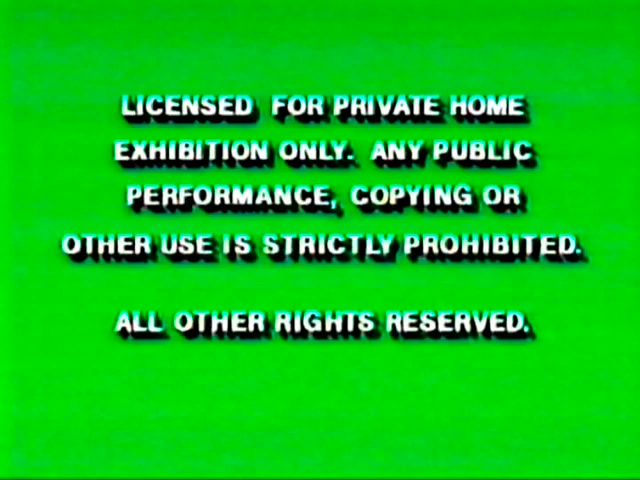 LICENSED FOR PRIVATE HOME
EXHIBITION ONLY. ANY PUBLIC
PERFORMANCE, COPYING OR
OTHER USE IS STRICTLY PROHIBITED.
ALL OTHER RIGHTS RESERVED.